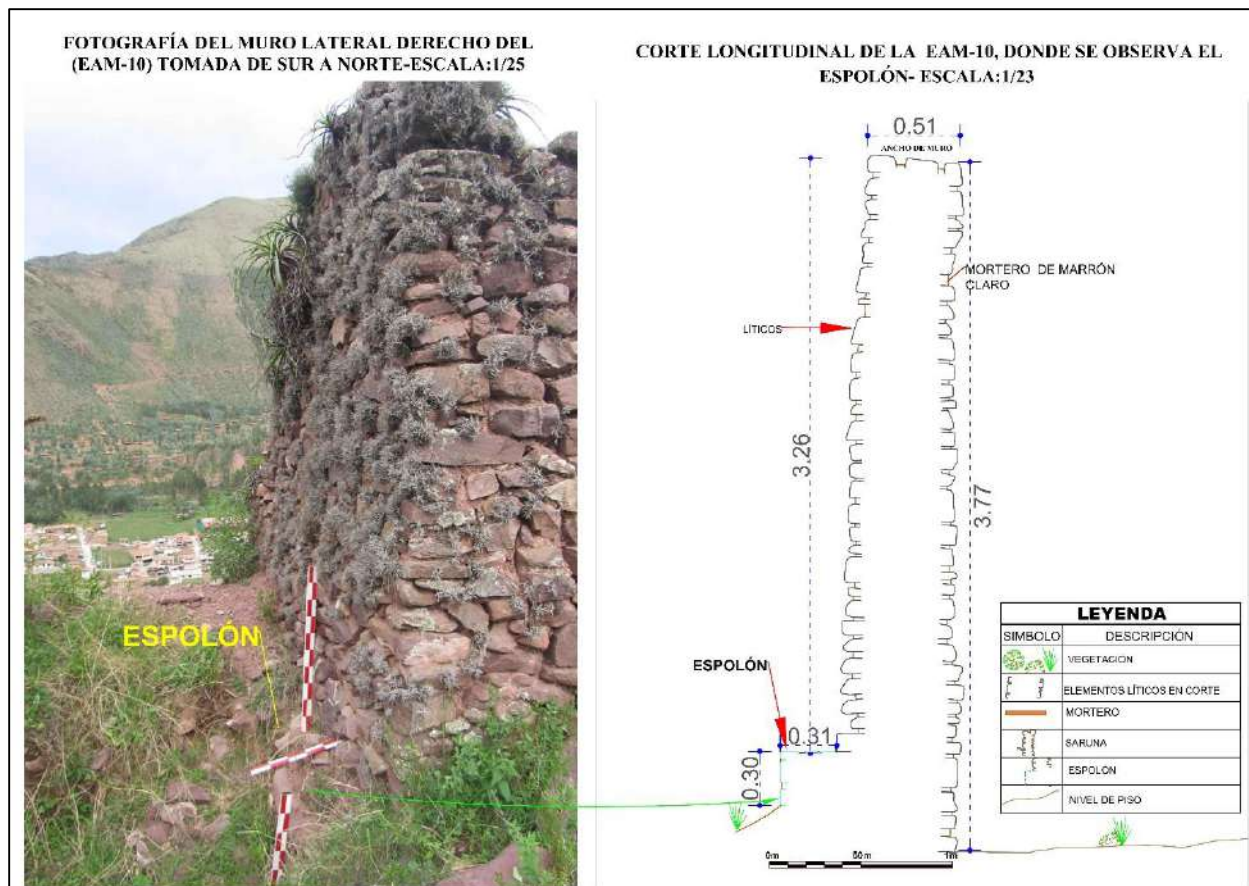 FOTOGRAFÍA DEL MURO LATERAL DERECHO DEL
(EAM-10) TOMADA DE SUR A NORTE-ESCALA:1/25
ESPOLÓN
CORTE LONGITUDINAL DE LA EAM-10, DONDE SE OBSERVA EL
ESPOLÓN- ESCALA:1/23
0.51
ANCHO DE MURO
MORTERO DE MARRÓN
CLARO
LÍTICOS
3.26
3.77
ESPOLÓN
0.31
0.30
0m 50m 1m
LEYENDA
SIMBOLO DESCRIPCIÓN
VEGETACION
ELEMENTOS LÍTICOS EN CORTE
MORTERO
SARUNA
ESPOLÓN
NIVEL DE PISO